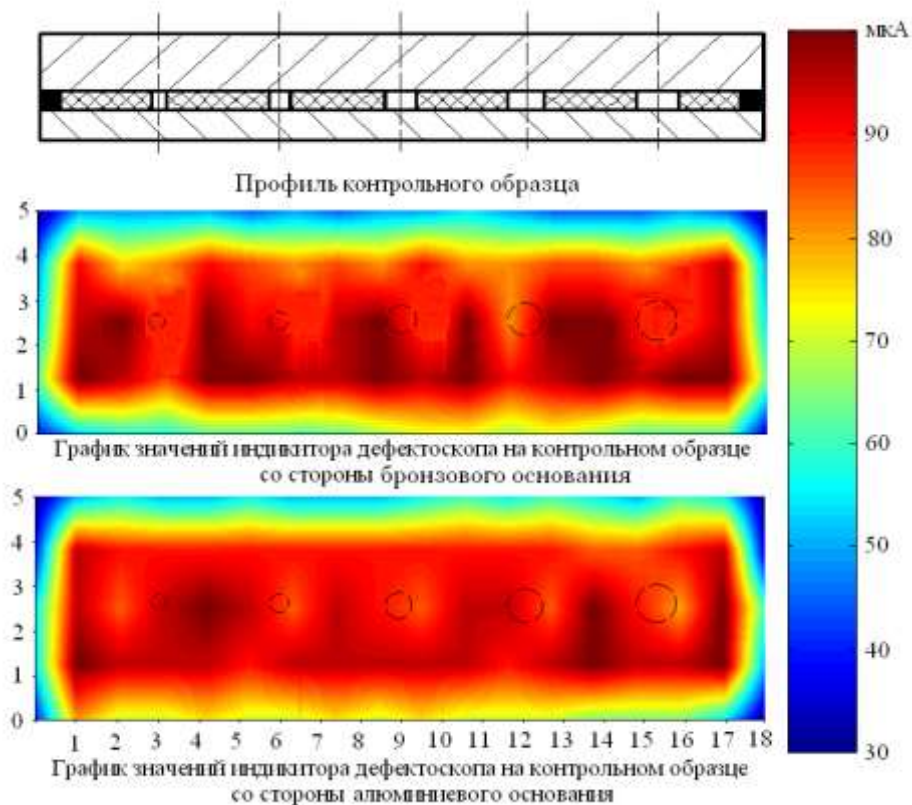 мкА
90
80
70
60
50
40
30
Профиль контрольного образца
5
4
3
2
1
0
График значений индикитора дефектоскопа на контрольном образце
со стороны бронзового основания
5
4
3
2
1
0
1 2 3 4 5 6 7 8 9 10 11 12 13 14 15 16 17 18
График значений индикитора дефектоскопа на контрольном образце
со стороны алюминиевого основания